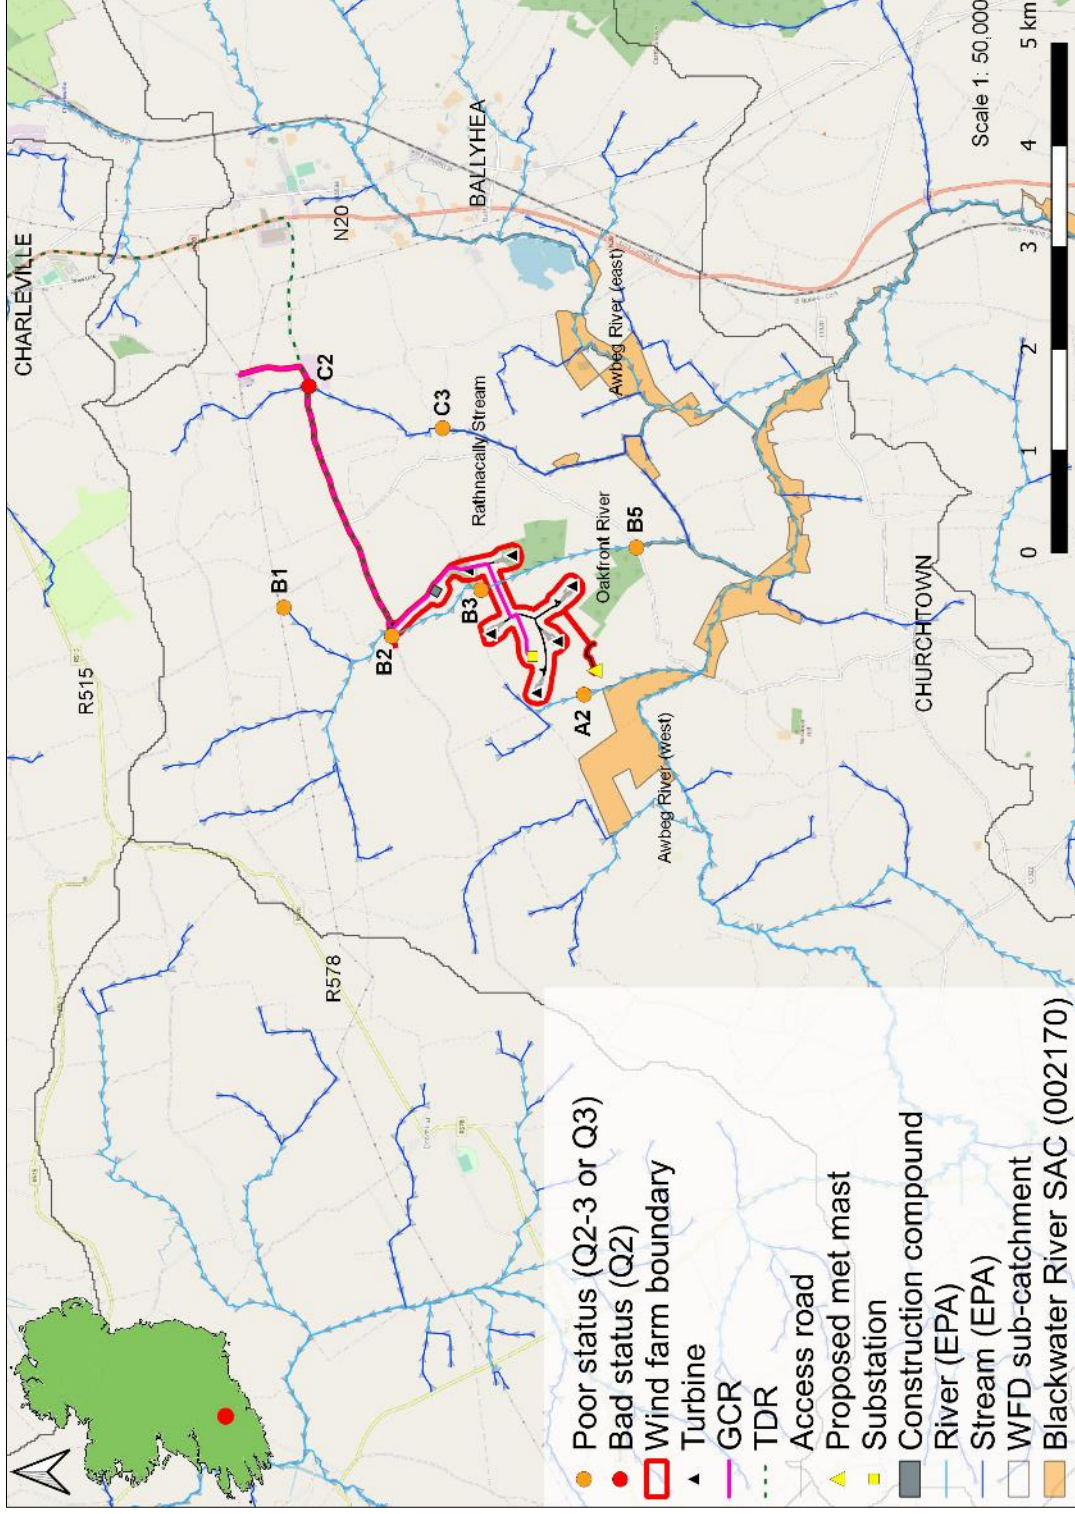 CHARLEVILLE
R515
N20
BALLYHEA
C2
B1
C3
Rathnacally Stream
B2
B3
Awbeg River (east)
Oakfront River
B5
A2
Awbeg River (west)
R578
CHURCHTOWN
Poor status (Q2-3 or Q3)
Bad status (Q2)
Wind farm boundary
Turbine
GCR
TDR
Access road
Proposed met mast
Substation
Construction compound
River (EPA)
Stream (EPA)
WFD sub-catchment
Blackwater River SAC (002170)
Scale 1: 50,000
0 1 2 3 4 5 km